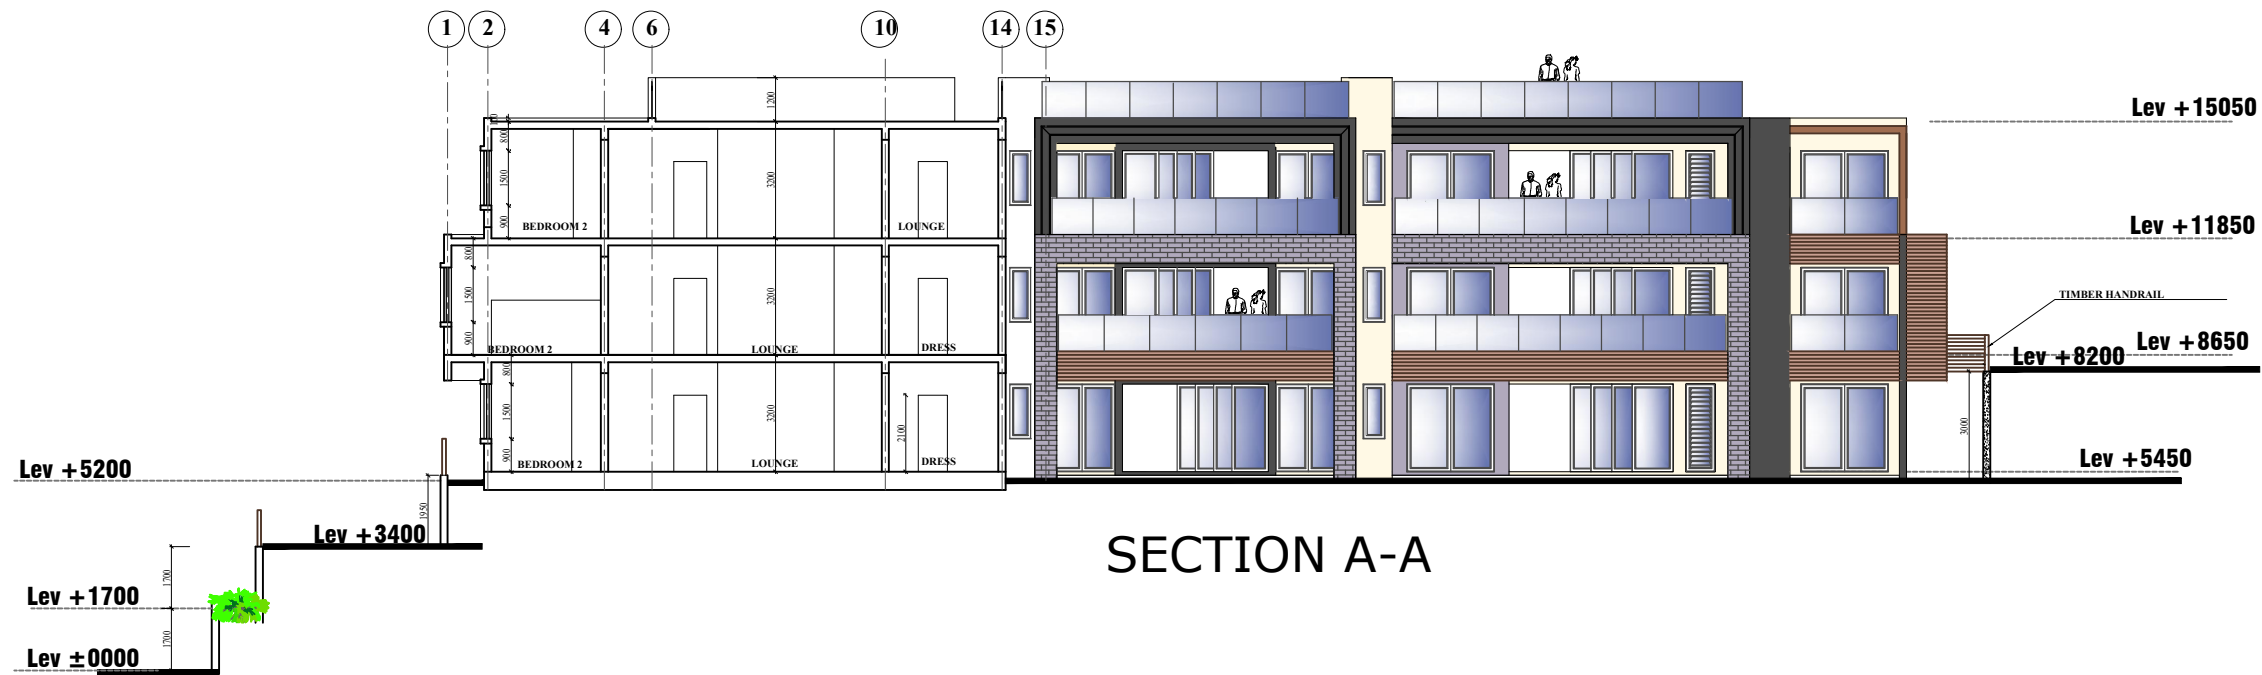 1 2 4 6 10 14 15
1200
Lev +15050
100
800
1500
3200
900
BEDROOM 2 LOUNGE
Lev +11850
800
1500
3200
900
TIMBER HANDRAIL
BEDROOM 2 LOUNGE DRESS
Lev +8650
Lev +8200
800
1500
3200
2100
900
3000
BEDROOM 2 LOUNGE DRESS
Lev +5450
Lev +5200
1950
Lev +3400
SECTION A-A
1700
Lev +1700
1700
Lev ±0000